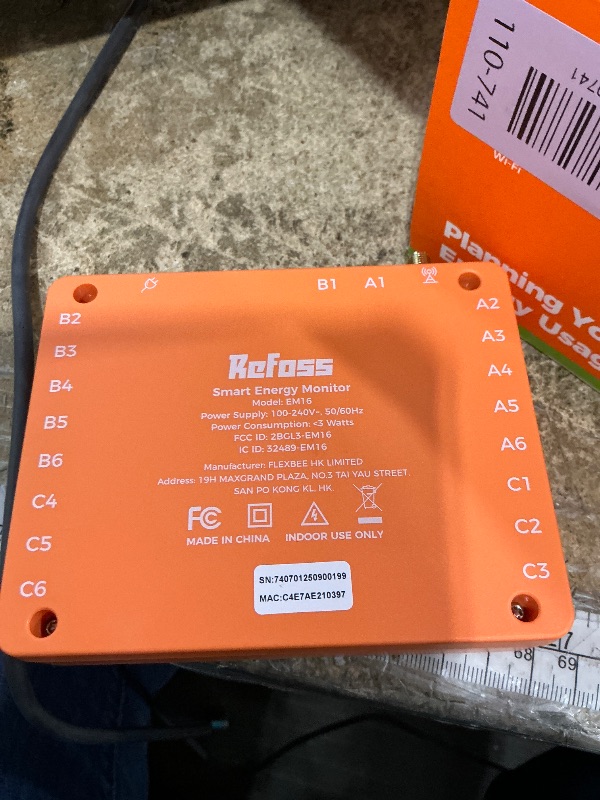 110-741
0741
Wi-Fi
Planning Yo
E
y Usag
B1 A1
B2
B3
B4
B5
B6
C4
C5
C6
A2
A3
A4
A5
A6
C1
C2
C3
Refoss
Smart Energy Monitor
Model: EM16
Power Supply: 100-240V~, 50/60Hz
Power Consumption: <3 Watts
FCC ID: 2BGL3-EM16
IC ID: 32489-EM16
Manufacturer: FLEXBEE HK LIMITED
Address: 19H MAXGRAND PLAZA, NO.3 TAI YAU STREET.
SAN PO KONG KL. HK.
FC
MADE IN CHINA INDOOR USE ONLY
SN:740701250900199
MAC:C4E7AE210397
68 69